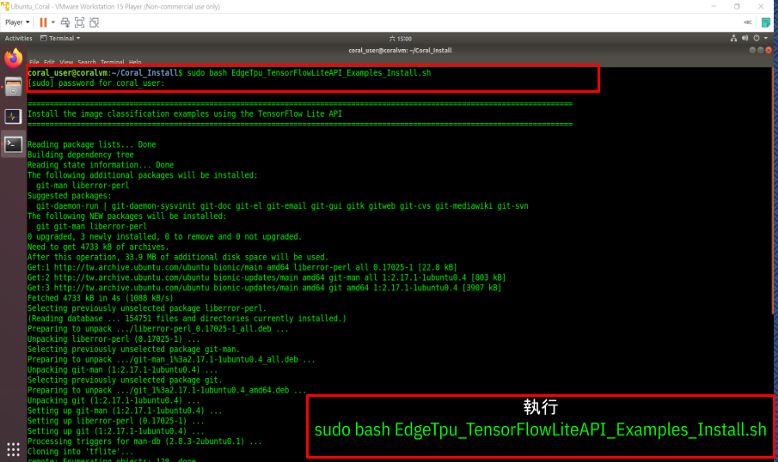 Ubuntu_Coral - VMware Workstation 15 Player (Non-commercial use only)
Player
Activities Terminal 六 15:00
coral_user@coralvm: ~/Coral_Install
File Edit View Search Terminal Help
coral_user@coralvm:~/Coral_Install$ sudo bash EdgeTpu_TensorFlowLiteAPI_Examples_Install.sh
[sudo] password for coral_user:
Install the image classification examples using the TensorFlow Lite API
Reading package lists... Done
Building dependency tree
Reading state information... Done
The following additional packages will be installed:
git-man liberror-perl
Suggested packages:
git-daemon-run | git-daemon-sysvinit git-doc git-el git-email git-gui gitk gitweb git-cvs git-mediawiki git-svn
The following NEW packages will be installed:
git git-man liberror-perl
0 upgraded, 3 newly installed, 0 to remove and 0 not upgraded.
Need to get 4733 kB of archives.
After this operation, 33.9 MB of additional disk space will be used.
Get:1 http://tw.archive.ubuntu.com/ubuntu bionic/main amd64 liberror-perl all 0.17025-1 [22.8 kB]
Get:2 http://tw.archive.ubuntu.com/ubuntu bionic-updates/main amd64 git-man all 1:2.17.1-1ubuntu0.4 [803 kB]
Get:3 http://tw.archive.ubuntu.com/ubuntu bionic-updates/main amd64 git amd64 1:2.17.1-1ubuntu0.4 [3907 kB]
Fetched 4733 kB in 4s (1088 kB/s)
Selecting previously unselected package liberror-perl.
(Reading database ... 154751 files and directories currently installed.)
Preparing to unpack .../liberror-perl_0.17025-1_all.deb ...
Unpacking liberror-perl (0.17025-1) ...
Selecting previously unselected package git-man.
Preparing to unpack .../git-man_1%3a2.17.1-1ubuntu0.4_all.deb ...
Unpacking git-man (1:2.17.1-1ubuntu0.4) ...
Selecting previously unselected package git.
Preparing to unpack .../git_1%3a2.17.1-1ubuntu0.4_amd64.deb ...
Unpacking git (1:2.17.1-1ubuntu0.4) ...
Setting up git-man (1:2.17.1-1ubuntu0.4) ...
Setting up liberror-perl (0.17025-1) ...
Setting up git (1:2.17.1-1ubuntu0.4) ...
Processing triggers for man-db (2.8.3-2ubuntu0.1) ...
Cloning into 'tflite'...
remote: Enumerating objects: 128, done.
執行
sudo bash EdgeTpu_TensorFlowLiteAPI_Examples_Install.sh